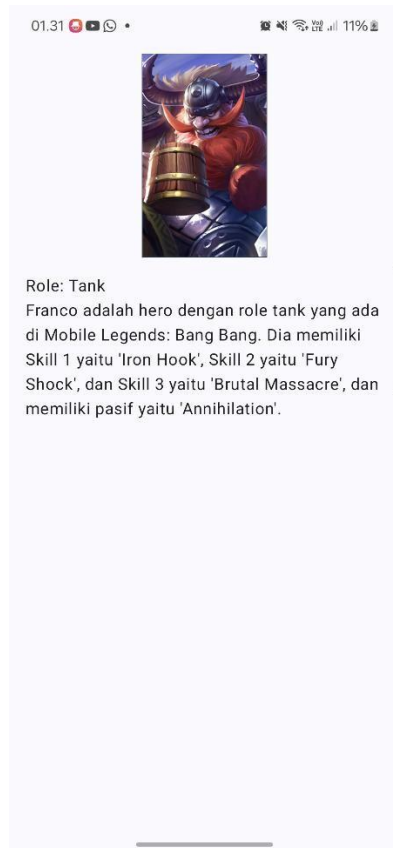 01.31
Vo))
LTE
11%
Role: Tank
Franco adalah hero dengan role tank yang ada
di Mobile Legends: Bang Bang. Dia memiliki
Skill 1 yaitu 'Iron Hook', Skill 2 yaitu 'Fury
Shock', dan Skill 3 yaitu 'Brutal Massacre', dan
memiliki pasif yaitu 'Annihilation'.